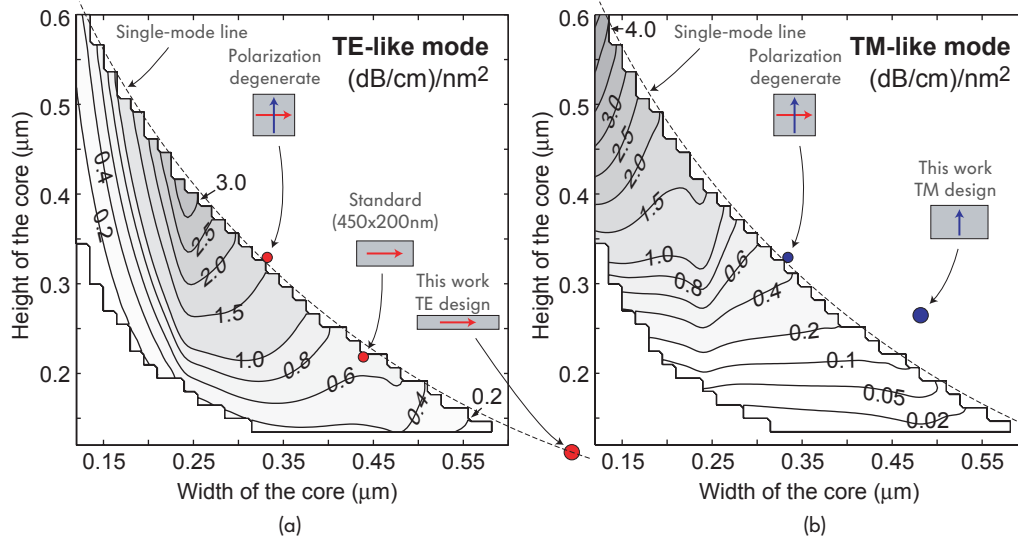 Single-mode line
TE-like mode
(dB/cm)/nm²
Polarization
degenerate
Standard
(450x200nm)
This work
TE design
3.0
2.5
2.0
1.5
1.0
0.8
0.6
0.4
0.2
0.4
0.2
0.6
0.5
0.4
0.3
0.2
Height of the core (μm)
0.15 0.25 0.35 0.45 0.55
Width of the core (μm)
(a)
Single-mode line
TM-like mode
(dB/cm)/nm²
Polarization
degenerate
This work
TM design
4.0
3.0
2.5
2.0
1.5
1.0
0.8
0.6
0.4
0.2
0.1
0.05
0.02
0.6
0.5
0.4
0.3
0.2
Height of the core (μm)
0.15 0.25 0.35 0.45 0.55
Width of the core (μm)
(b)